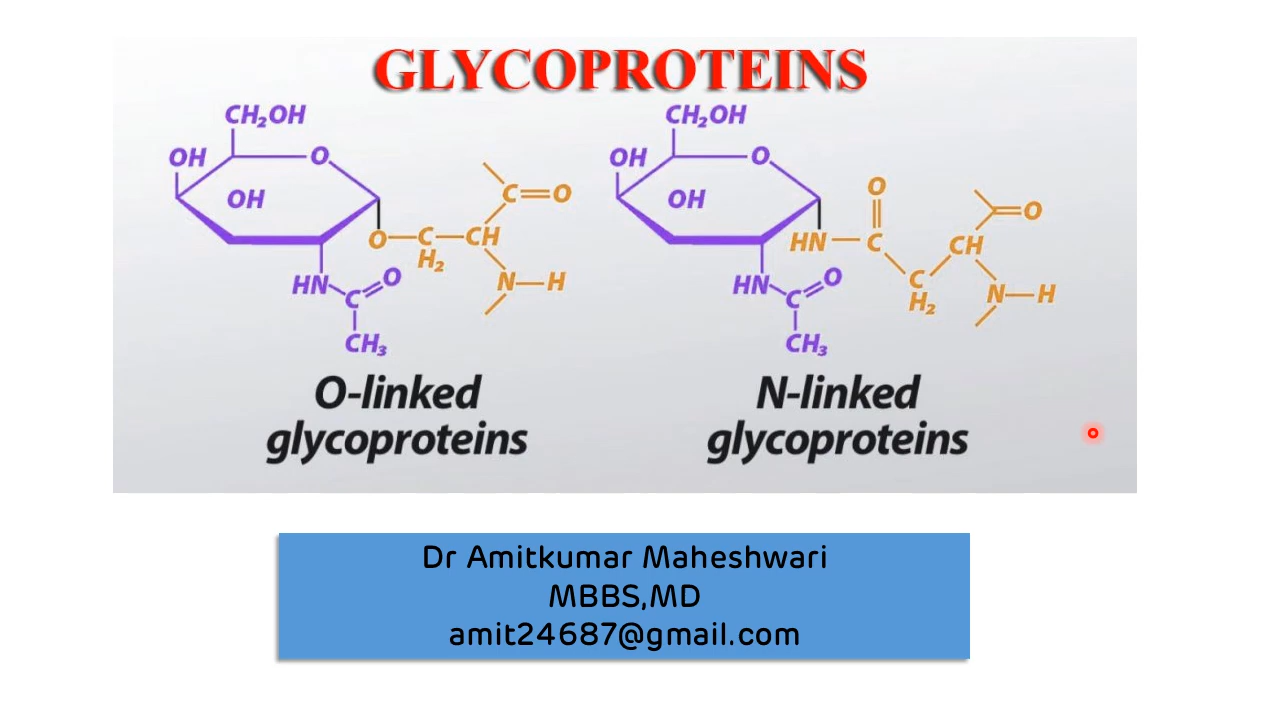 GLYCOPROTEINS
CH₂OH
OH
O
OH
O
C
H₂
CH
C
O
N
H
HN
C
O
CH₃
O-linked
glycoproteins
CH₂OH
OH
O
OH
HN
O
C
C
H₂
CH
O
N
H
HN
C
O
CH₃
N-linked
glycoproteins
Dr Amitkumar Maheshwari
MBBS,MD
amit24687@gmail.com